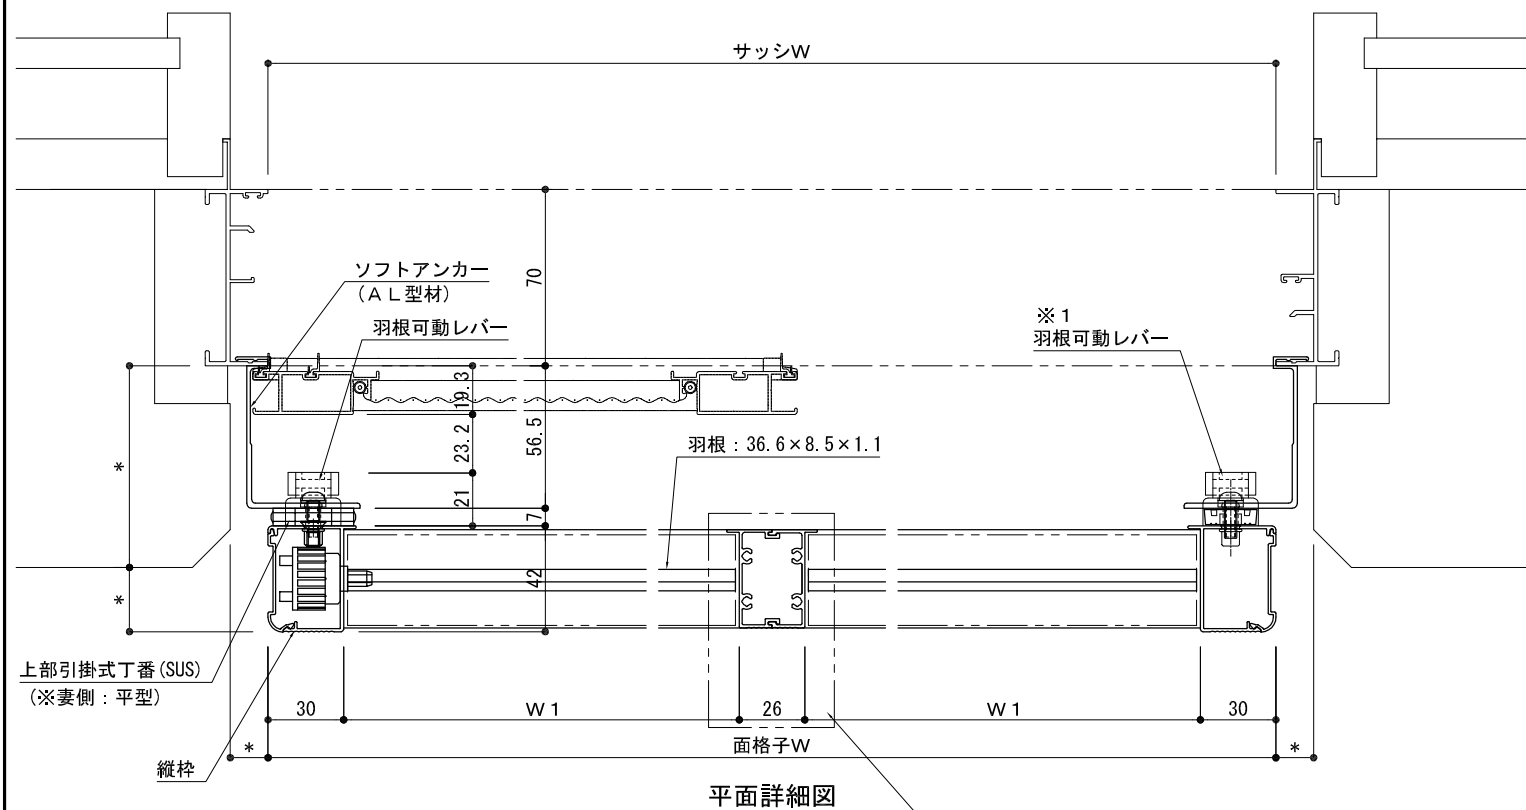 サッシW
70
ソフトアンカー
(AL型材)
羽根可動レバー
※1
羽根可動レバー
19.3
23.2
56.5
21
7
42
羽根：36.6×8.5×1.1
*
*
上部引掛式丁番(SUS)
(※妻側：平型)
30
W1
26
W1
30
*
面格子W
*
縦枠
平面詳細図